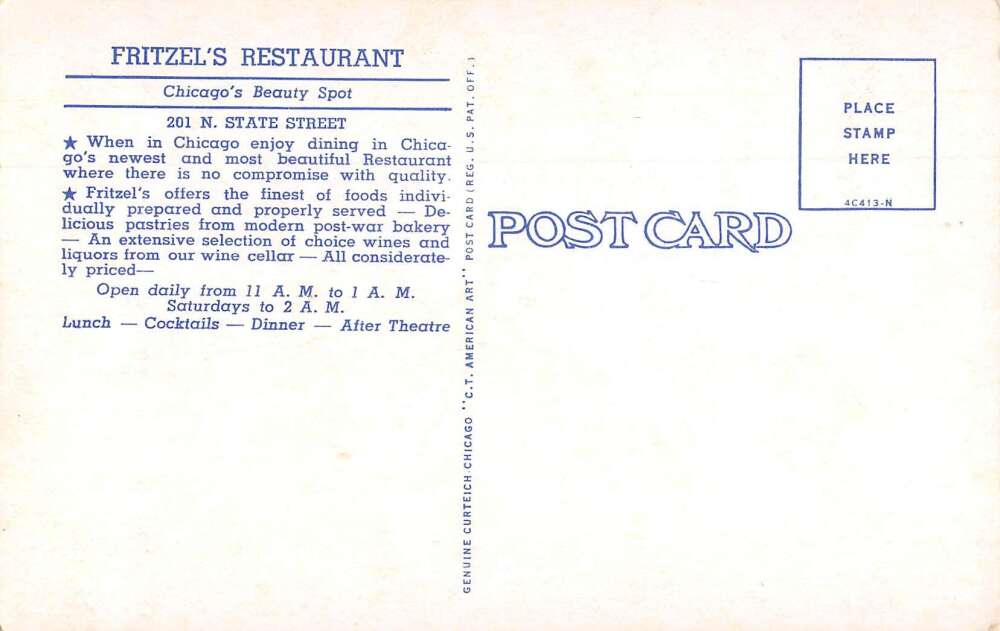 FRITZEL'S RESTAURANT
Chicago's Beauty Spot
201 N. STATE STREET
★ When in Chicago enjoy dining in Chica-
go's newest and most beautiful Restaurant
where there is no compromise with quality.
★ Fritzel's offers the finest of foods indivi-
dually prepared and properly served — De-
licious pastries from modern post-war bakery
— An extensive selection of choice wines and
liquors from our wine cellar — All considerate-
ly priced—
Open daily from 11 A. M. to 1 A. M.
Saturdays to 2 A. M.
Lunch — Cocktails — Dinner — After Theatre
GENUINE CURTEICH-CHICAGO "C.T. AMERICAN ART" POST CARD (REG. U.S. PAT. OFF.)
POST CARD
PLACE
STAMP
HERE
4C413-N